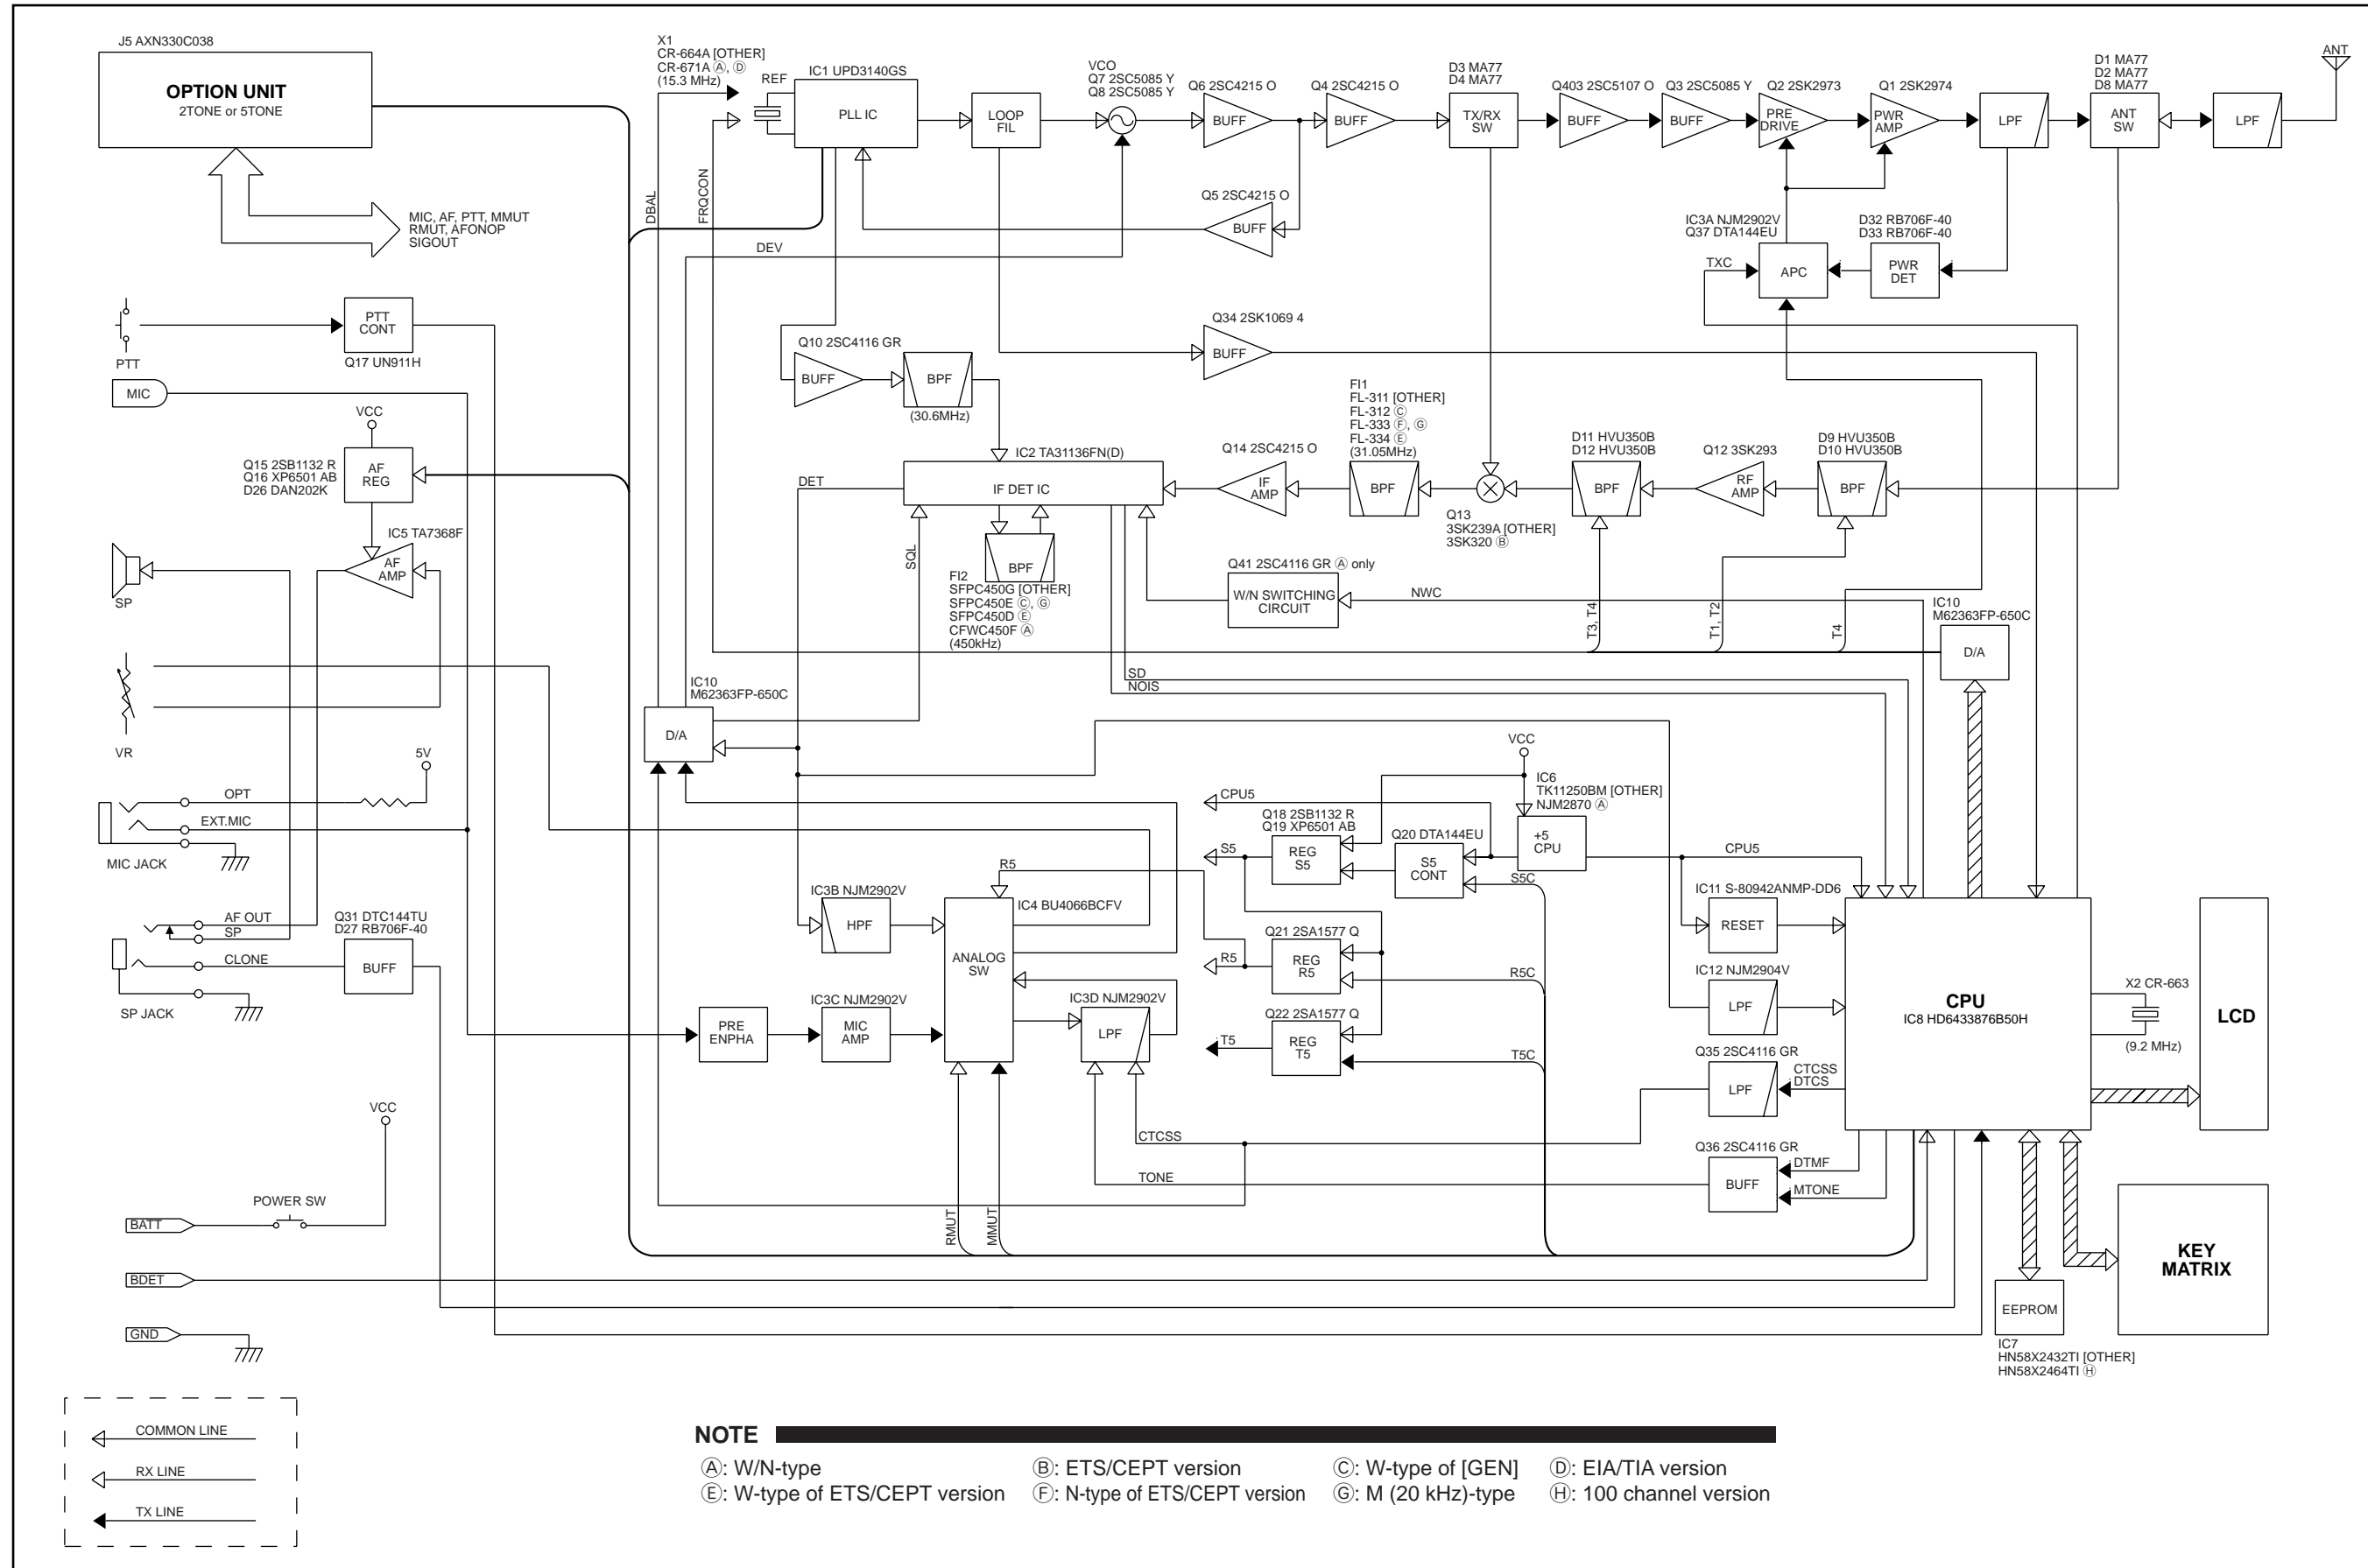 J5 AXN330C038
OPTION UNIT
2TONE or 5TONE
MIC, AF, PTT, MMUT
RMUT, AFONOP
SIGOUT
X1
CR-664A [OTHER]
CR-671A Ⓐ, Ⓓ
(15.3 MHz)
REF
IC1 UPD3140GS
PLL IC
LOOP
FIL
VCO
Q7 2SC5085 Y
Q8 2SC5085 Y
Q6 2SC4215 O
BUFF
Q4 2SC4215 O
BUFF
D3 MA77
D4 MA77
TX/RX
SW
Q403 2SC5107 O
BUFF
Q3 2SC5085 Y
BUFF
Q2 2SK2973
PRE
DRIVE
Q1 2SK2974
PWR
AMP
LPF
D1 MA77
D2 MA77
D8 MA77
ANT
SW
LPF
ANT
DBAL
FRQCON
DEV
Q5 2SC4215 O
BUFF
IC3A NJM2902V
Q37 DTA144EU
TXC
APC
D32 RB706F-40
D33 RB706F-40
PWR
DET
PTT
PTT
CONT
Q17 UN911H
MIC
Q10 2SC4116 GR
BUFF
BPF
(30.6MHz)
Q34 2SK1069 4
BUFF
VCC
Q15 2SB1132 R
Q16 XP6501 AB
D26 DAN202K
AF
REG
IC2 TA31136FN(D)
DET
IF DET IC
Q14 2SC4215 O
IF
AMP
FI1
FL-311 [OTHER]
FL-312 Ⓒ
FL-333 Ⓕ, Ⓖ
FL-334 Ⓔ
(31.05MHz)
BPF
Q13
3SK239A [OTHER]
3SK320 Ⓑ
D11 HVU350B
D12 HVU350B
BPF
Q12 3SK293
RF
AMP
D9 HVU350B
D10 HVU350B
BPF
IC5 TA7368F
AF
AMP
SP
SQL
BPF
FI2
SFPC450G [OTHER]
SFPC450E Ⓒ, Ⓖ
SFPC450D Ⓔ
CFWC450F Ⓐ
(450kHz)
Q41 2SC4116 GR Ⓐ only
W/N SWITCHING
CIRCUIT
NWC
T3, T4
T1, T2
T4
IC10
M62363FP-650C
D/A
VR
IC10
M62363FP-650C
D/A
SD
NOIS
5V
OPT
EXT.MIC
MIC JACK
VCC
IC6
TK11250BM [OTHER]
NJM2870 Ⓐ
+5
CPU
CPU5
Q18 2SB1132 R
Q19 XP6501 AB
S5
REG
S5
Q20 DTA144EU
S5
CONT
CPU5
S5C
R5
IC3B NJM2902V
HPF
IC4 BU4066BCFV
ANALOG
SW
AF OUT
SP
CLONE
SP JACK
Q31 DTC144TU
D27 RB706F-40
BUFF
Q21 2SA1577 Q
R5
REG
R5
R5C
IC11 S-80942ANMP-DD6
RESET
IC12 NJM2904V
LPF
CPU
IC8 HD6433876B50H
X2 CR-663
(9.2 MHz)
LCD
PRE
ENPHA
IC3C NJM2902V
MIC
AMP
IC3D NJM2902V
LPF
Q22 2SA1577 Q
T5
REG
T5
T5C
Q35 2SC4116 GR
LPF
CTCSS
DTCS
CTCSS
TONE
Q36 2SC4116 GR
BUFF
DTMF
MTONE
VCC
POWER SW
BATT
BDET
GND
RMUT
MMUT
EEPROM
IC7
HN58X2432TI [OTHER]
HN58X2464TI Ⓗ
KEY
MATRIX
COMMON LINE
RX LINE
TX LINE
NOTE
Ⓐ: W/N-type
Ⓑ: ETS/CEPT version
Ⓒ: W-type of [GEN]
Ⓓ: EIA/TIA version
Ⓔ: W-type of ETS/CEPT version
Ⓕ: N-type of ETS/CEPT version
Ⓖ: M (20 kHz)-type
Ⓗ: 100 channel version